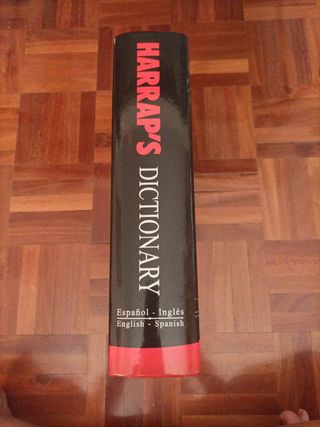 HARRAP'S DICTIONARY
Español - Inglés
English - Spanish